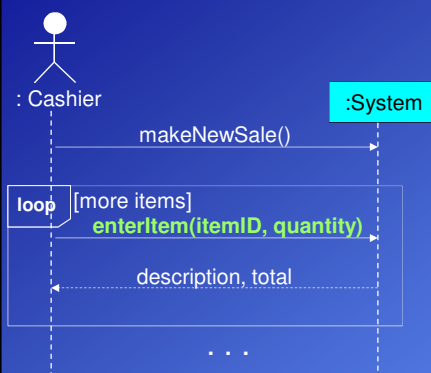 : Cashier
:System
makeNewSale()
loop
[more items]
enterItem(itemID, quantity)
description, total
. . .